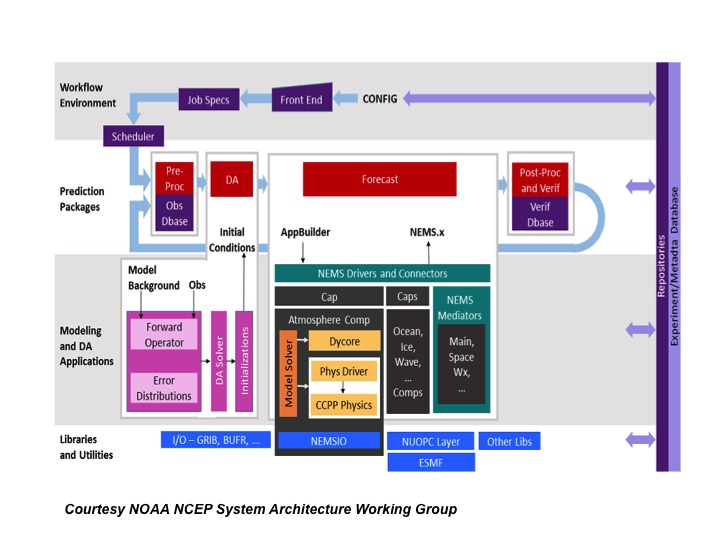 Workflow
Environment
Job Specs
Front End
CONFIG
Scheduler
Prediction
Packages
Pre-
Proc
Obs
Dbase
DA
Forecast
Post-Proc
and Verif
Verif
Dbase
Initial
Conditions
AppBuilder
NEMS.x
Modeling
and DA
Applications
Model
Background
Obs
Forward
Operator
Error
Distributions
DA Solver
Initializations
NEMS Drivers and Connectors
Cap
Caps
NEMS
Mediators
Atmosphere Comp
Model Solver
Dycore
Phys Driver
CCPP Physics
Ocean,
Ice,
Wave,
...
Comps
Main,
Space
Wx,
...
Libraries
and Utilities
I/O – GRIB, BUFR, ...
NEMSIO
NUOPC Layer
Other Libs
ESMF
Repositories
Experiment/Metadta Database
Courtesy NOAA NCEP System Architecture Working Group